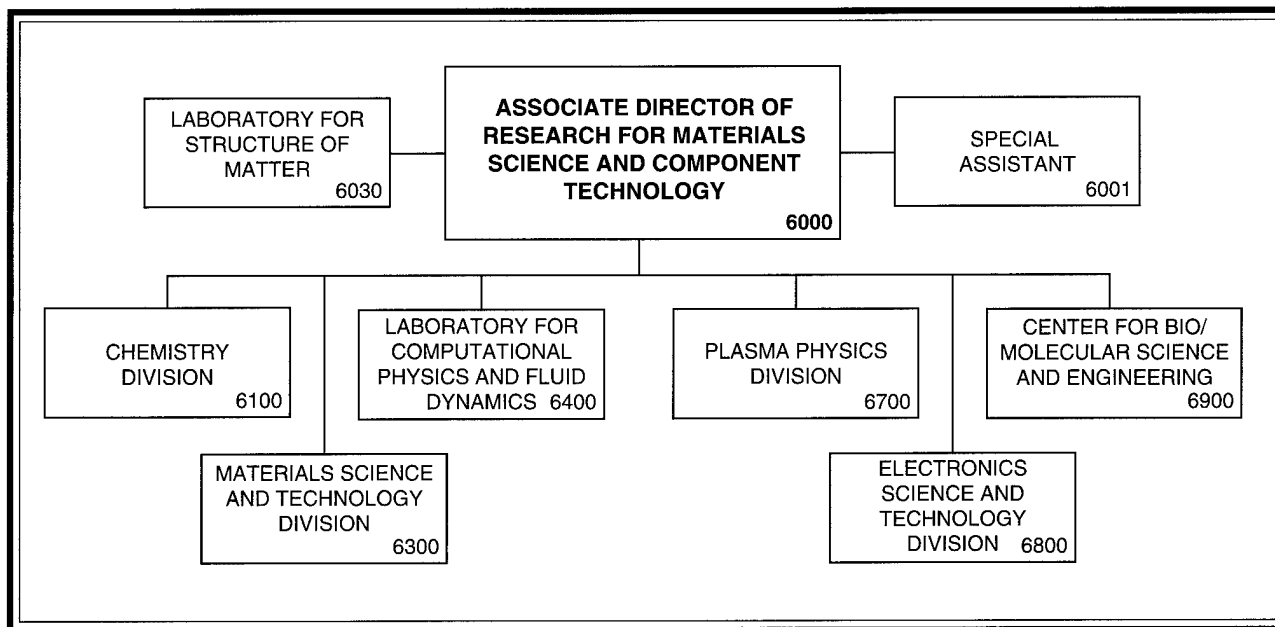 LABORATORY FOR
STRUCTURE OF
MATTER
6030
ASSOCIATE DIRECTOR OF
RESEARCH FOR MATERIALS
SCIENCE AND COMPONENT
TECHNOLOGY
6000
SPECIAL
ASSISTANT
6001
CHEMISTRY
DIVISION
6100
LABORATORY FOR
COMPUTATIONAL
PHYSICS AND FLUID
DYNAMICS 6400
PLASMA PHYSICS
DIVISION
6700
CENTER FOR BIO/
MOLECULAR SCIENCE
AND ENGINEERING
6900
MATERIALS SCIENCE
AND TECHNOLOGY
DIVISION
6300
ELECTRONICS
SCIENCE AND
TECHNOLOGY
DIVISION 6800